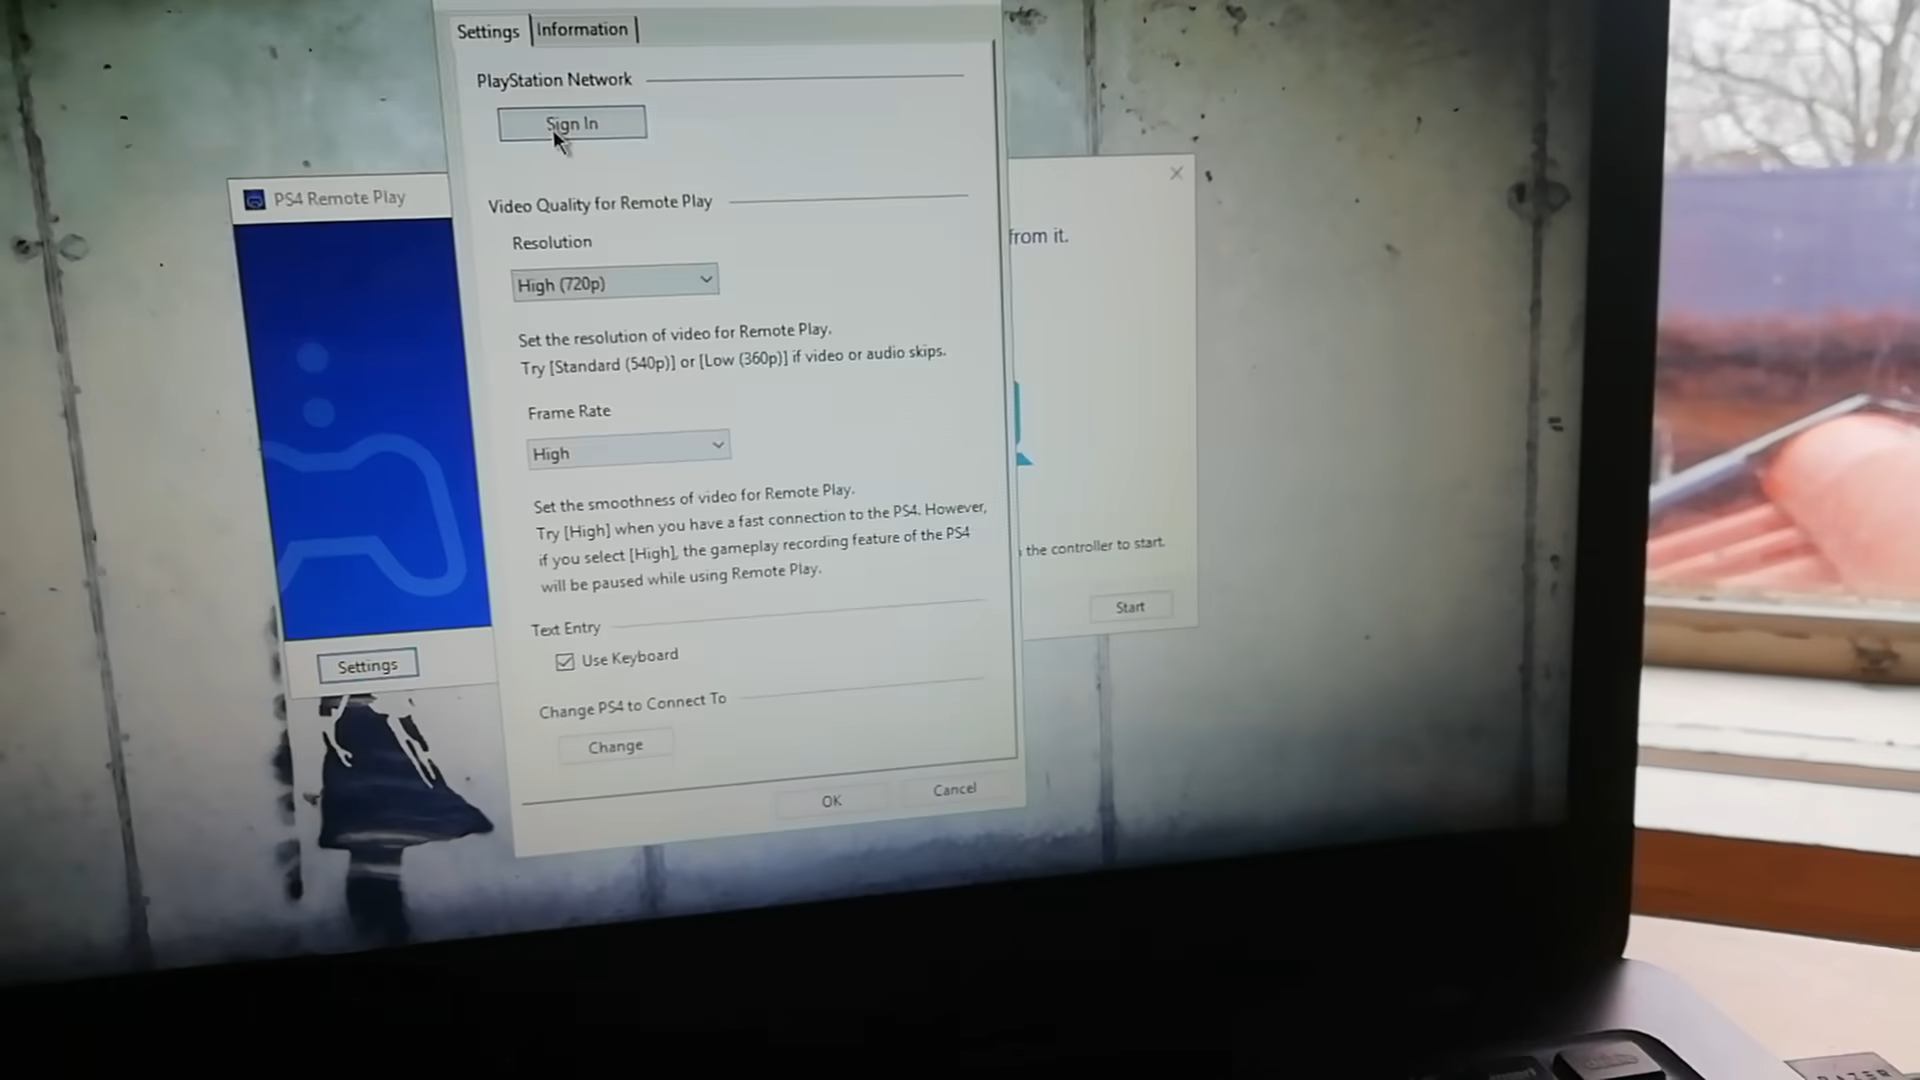 Settings
Information
PlayStation Network
Sign In
PS4 Remote Play
Video Quality for Remote Play
from it.
Resolution
High (720p)
Set the resolution of video for Remote Play.
Try [Standard (540p)] or [Low (360p)] if video or audio skips.
Frame Rate
High
Set the smoothness of video for Remote Play.
Try [High] when you have a fast connection to the PS4. However,
if you select [High], the gameplay recording feature of the PS4
will be paused while using Remote Play.
the controller to start.
Start
Text Entry
Use Keyboard
Settings
Change PS4 to Connect To
Change
OK
Cancel